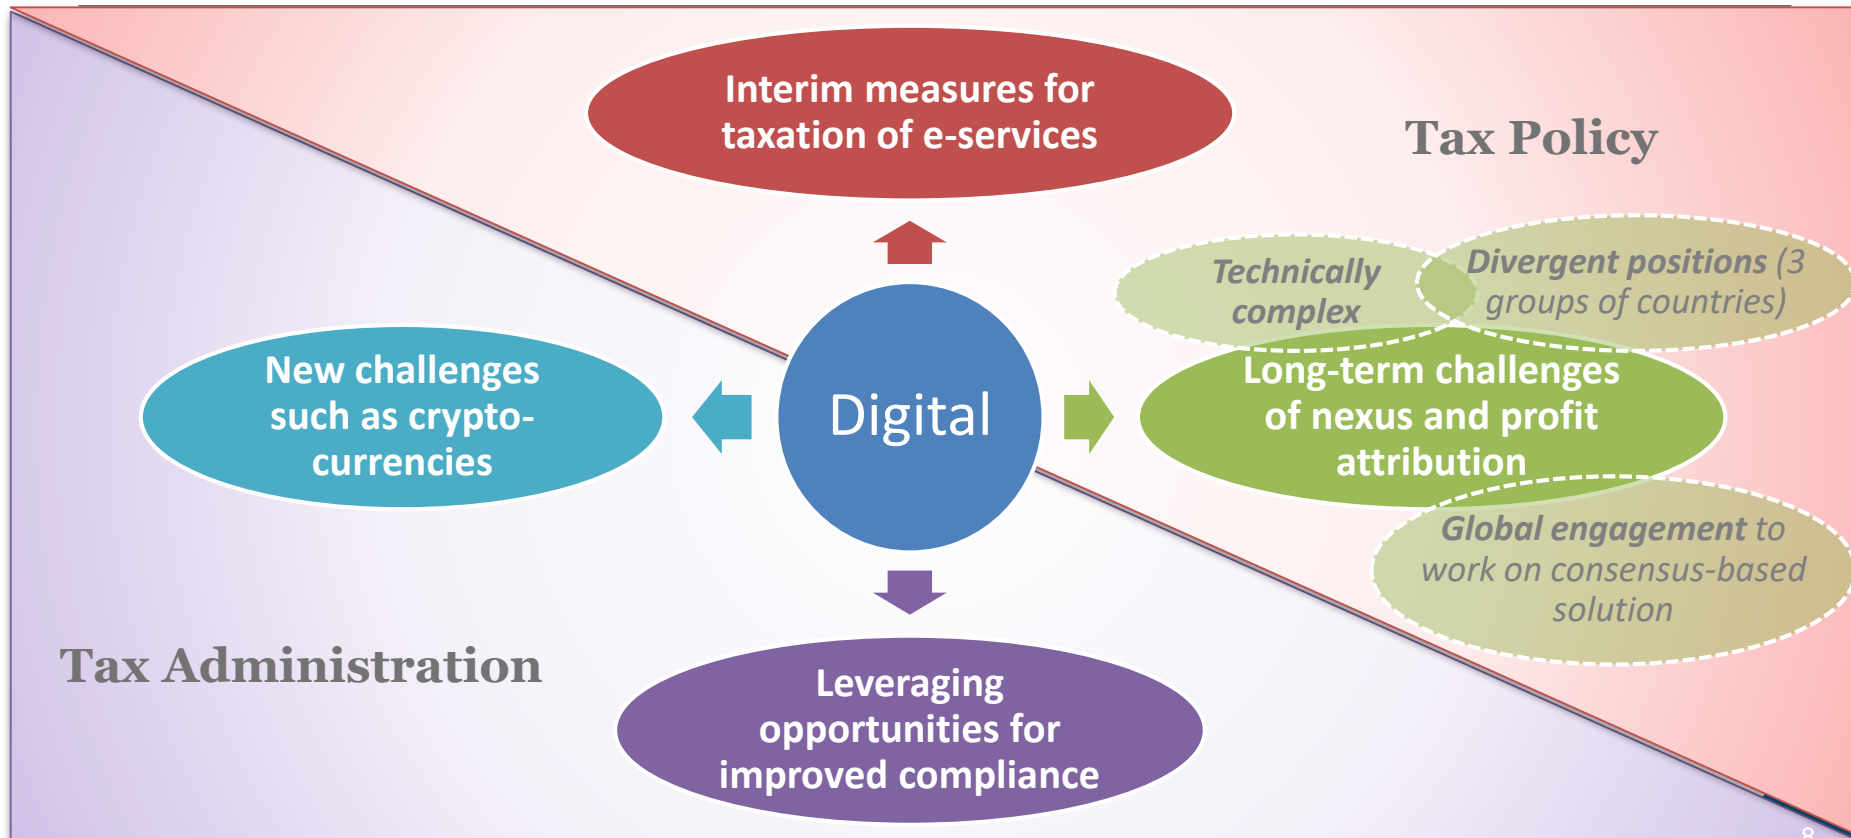 Interim measures for
taxation of e-services
Tax Policy
Technically
complex
Divergent positions (3
groups of countries)
New challenges
such as crypto-
currencies
Digital
Long-term challenges
of nexus and profit
attribution
Global engagement to
work on consensus-based
solution
Tax Administration
Leveraging
opportunities for
improved compliance
8